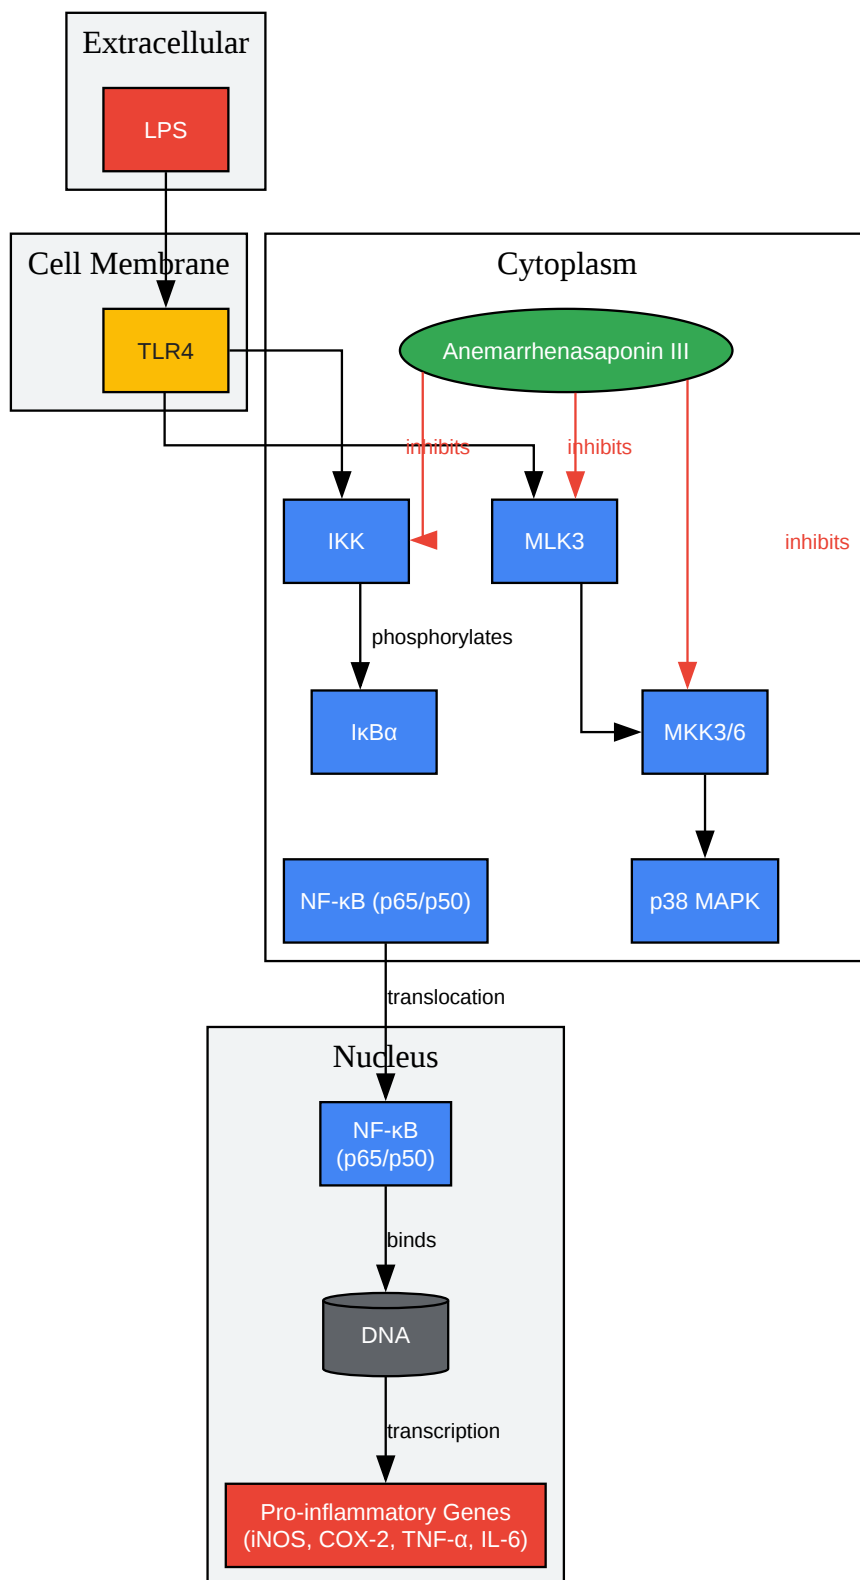 Extracellular
LPS
Cell Membrane
Cytoplasm
TLR4
Anemarrhenasaponin III
inhibits
inhibits
IKK
MLK3
inhibits
phosphorylates
IκBα
MKK3/6
NF-κB (p65/p50)
p38 MAPK
translocation
Nucleus
NF-κB
(p65/p50)
binds
DNA
transcription
Pro-inflammatory Genes
(iNOS, COX-2, TNF-α, IL-6)